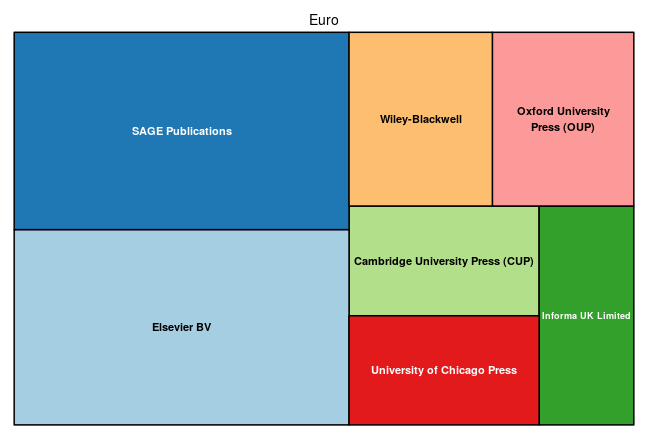 Euro
SAGE Publications
Wiley-Blackwell
Oxford University
Press (OUP)
Cambridge University Press (CUP)
Elsevier BV
Informa UK Limited
University of Chicago Press